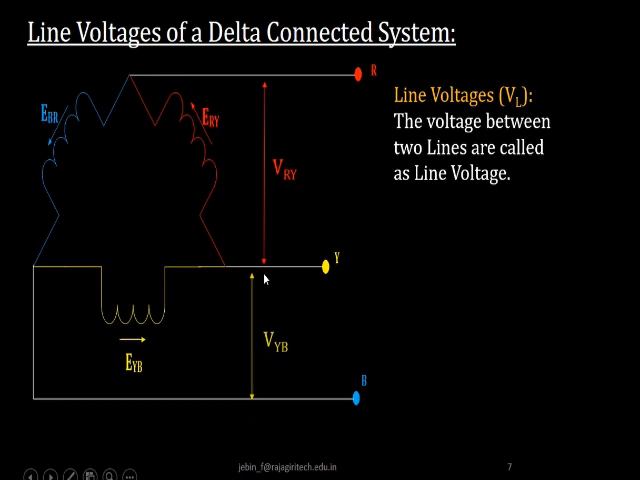 Line Voltages of a Delta Connected System:
R
Line Voltages (VL):
The voltage between
two Lines are called
as Line Voltage.
EBR
ERY
VRY
Y
VYB
EYB
B
jebin_f@rajagiritech.edu.in
7